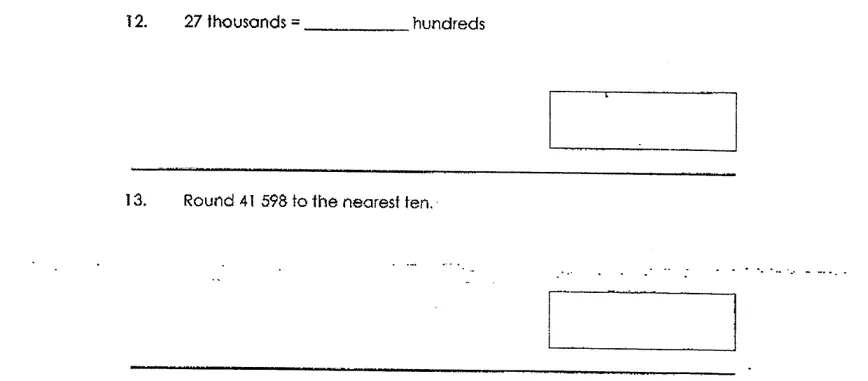 12. 27 thousands = __________ hundreds
13. Round 41 598 to the nearest ten.